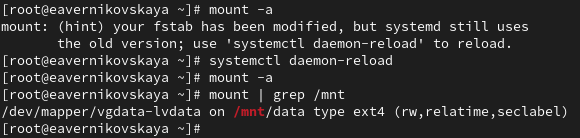 [root@eavernikovskaya]# mount -a
mount: (hint) your fstab has been modified, but systemd still uses
       the old version; use 'systemctl daemon-reload' to reload.
[root@eavernikovskaya]# systemctl daemon-reload
[root@eavernikovskaya]# mount -a
[root@eavernikovskaya]# mount | grep /mnt
/dev/mapper/vgdata-lvdata on /mnt/data type ext4 (rw,relatime,seclabel)
[root@eavernikovskaya]#